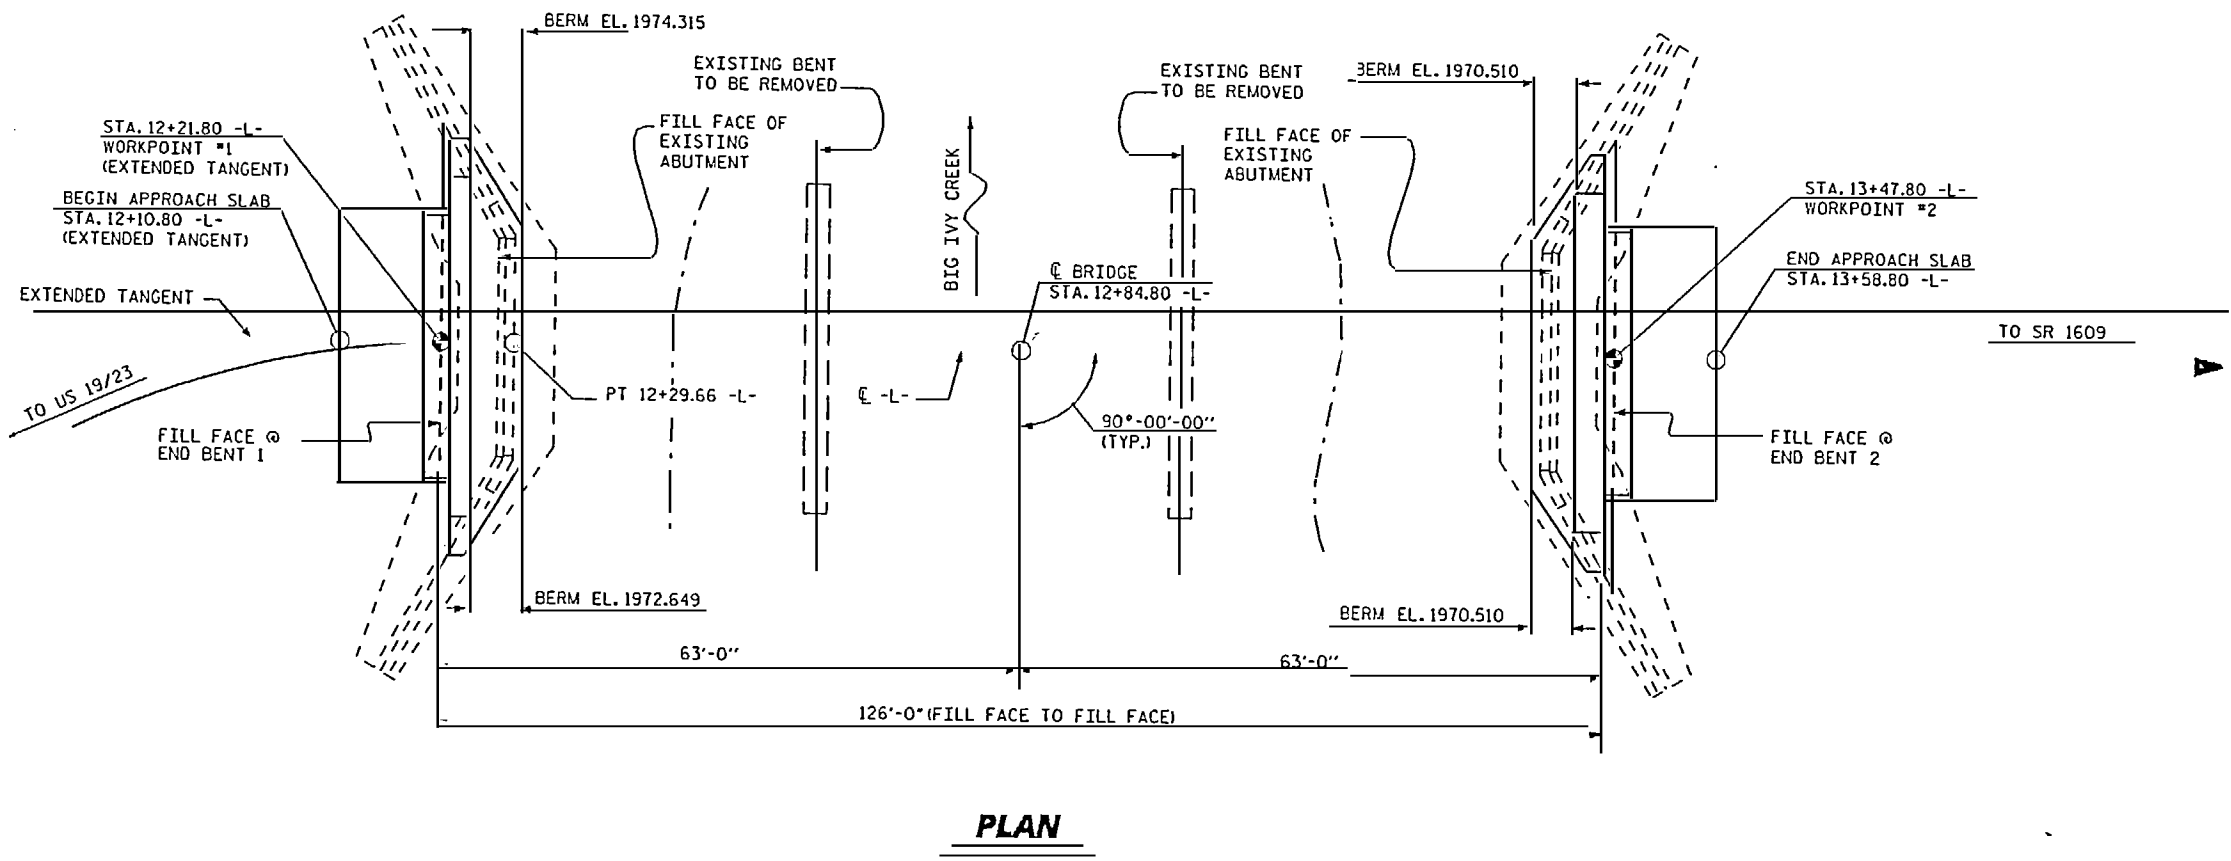 BERM EL. 1974.315
EXISTING BENT
TO BE REMOVED
EXISTING BENT
TO BE REMOVED
BERM EL. 1970.510
STA. 12+21.80 -L-
WORKPOINT #1
(EXTENDED TANGENT)
FILL FACE OF
EXISTING
ABUTMENT
FILL FACE OF
EXISTING
ABUTMENT
BEGIN APPROACH SLAB
STA. 12+10.80 -L-
(EXTENDED TANGENT)
BIG IVY CREEK
STA. 13+47.80 -L-
WORKPOINT #2
℄ BRIDGE
STA. 12+84.80 -L-
END APPROACH SLAB
STA. 13+58.80 -L-
EXTENDED TANGENT
TO SR 1609
TO US 19/23
PT 12+29.66 -L-
℄ -L-
90°-00'-00"
(TYP.)
FILL FACE @
END BENT 1
FILL FACE @
END BENT 2
BERM EL. 1972.649
BERM EL. 1970.510
63'-0"
63'-0"
126'-0" (FILL FACE TO FILL FACE)
PLAN